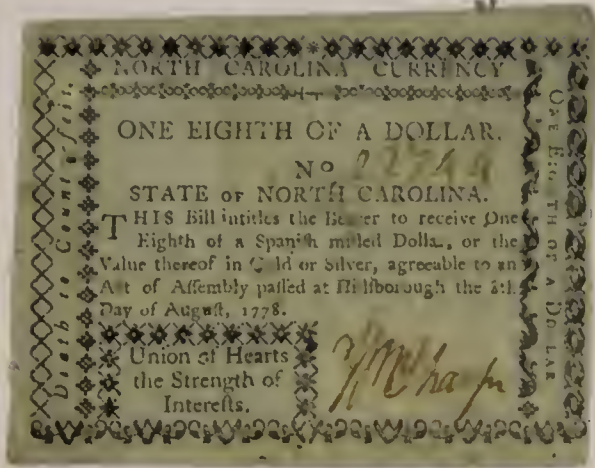 NORTH CAROLINA CURRENCY
ONE EIGHTH OF A DOLLAR.
No
STATE OF NORTH CAROLINA.
THIS Bill intitles the Bearer to receive One
Eighth of a Spaniſh milled Dollar, or the
Value thereof in Gold or Silver, agreeable to an
Act of Aſſembly paſſed at Hillſborough the 8th
Day of Auguſt, 1778.
Union of Hearts
the Strength of
Intereſts.
Death to Counterfeit.
ONE EIGHTH OF A DOLLAR